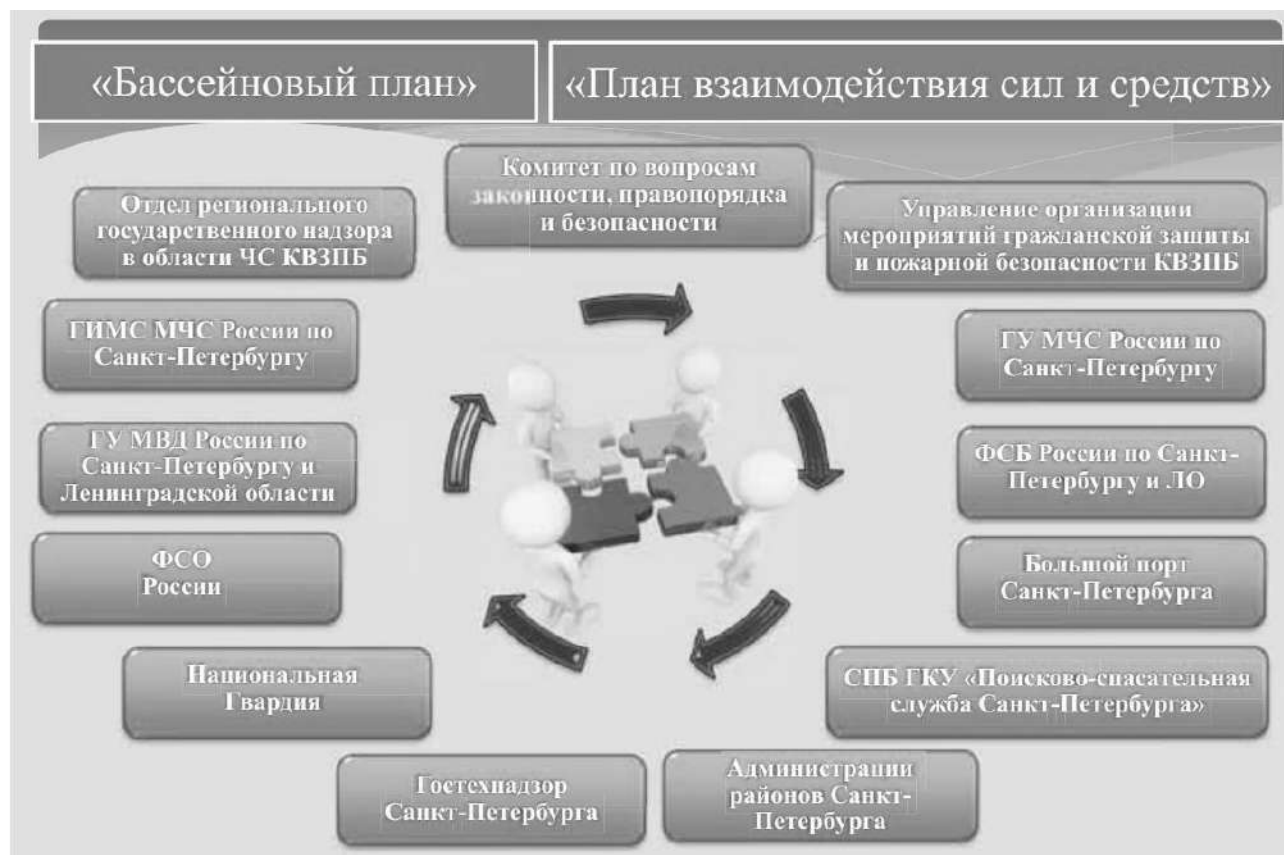 «Бассейновый план»
«План взаимодействия сил и средств»
Комитет по вопросам
законности, правопорядка
и безопасности
Отдел регионального
государственного надзора
в области ЧС КВЗПБ
Управление организации
мероприятий гражданской защиты
и пожарной безопасности КВЗПБ
ГИМС МЧС России по
Санкт-Петербургу
ГУ МЧС России по
Санкт-Петербургу
ГУ МВД России по
Санкт-Петербургу и
Ленинградской области
ФСБ России по Санкт-
Петербургу и ЛО
ФСО
России
Большой порт
Санкт-Петербурга
Национальная
Гвардия
СПБ ГКУ «Поисково-спасательная
служба Санкт-Петербурга»
Гостехнадзор
Санкт-Петербурга
Администрации
районов Санкт-
Петербурга